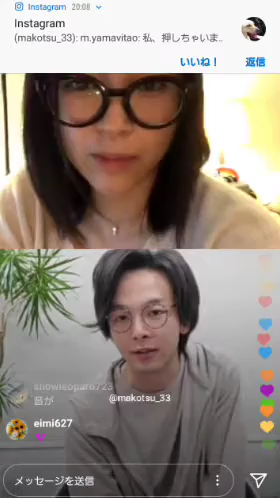 Instagram 20:08
Instagram
(makotsu_33): m.yamavitao: 私、押しちゃいま..
いいね！ 返信
snowleoparo723
音が
@makotsu_33
eimi627
メッセージを送信